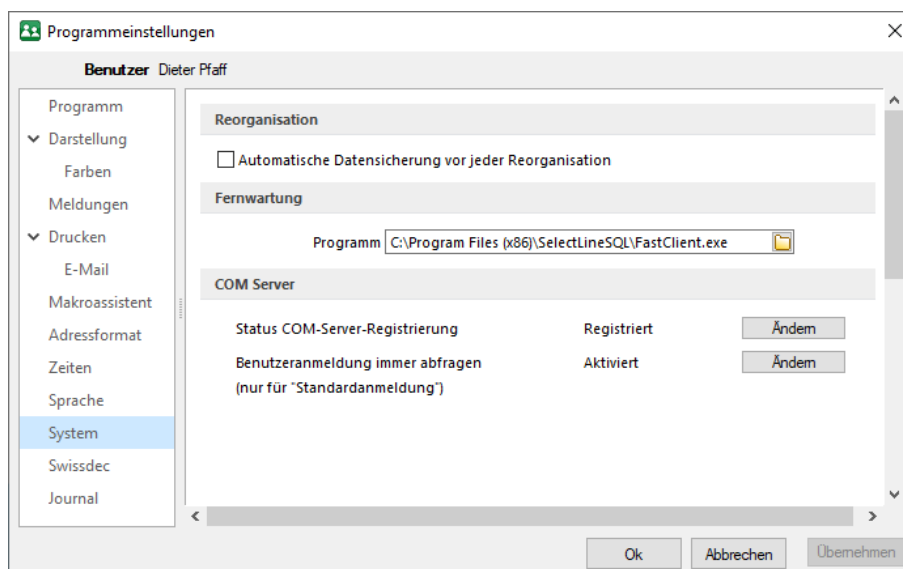 Programmeinstellungen
Benutzer Dieter Pfaff
Programm
Darstellung
Farben
Meldungen
Drucken
E-Mail
Makroassistent
Adressformat
Zeiten
Sprache
System
Swissdec
Journal
Reorganisation
Automatische Datensicherung vor jeder Reorganisation
Fernwartung
Programm C:\Program Files (x86)\SelectLineSQL\FastClient.exe
COM Server
Status COM-Server-Registrierung Registriert Ändern
Benutzeranmeldung immer abfragen Aktiviert Ändern
(nur für "Standardanmeldung")
Ok Abbrechen Übernehmen